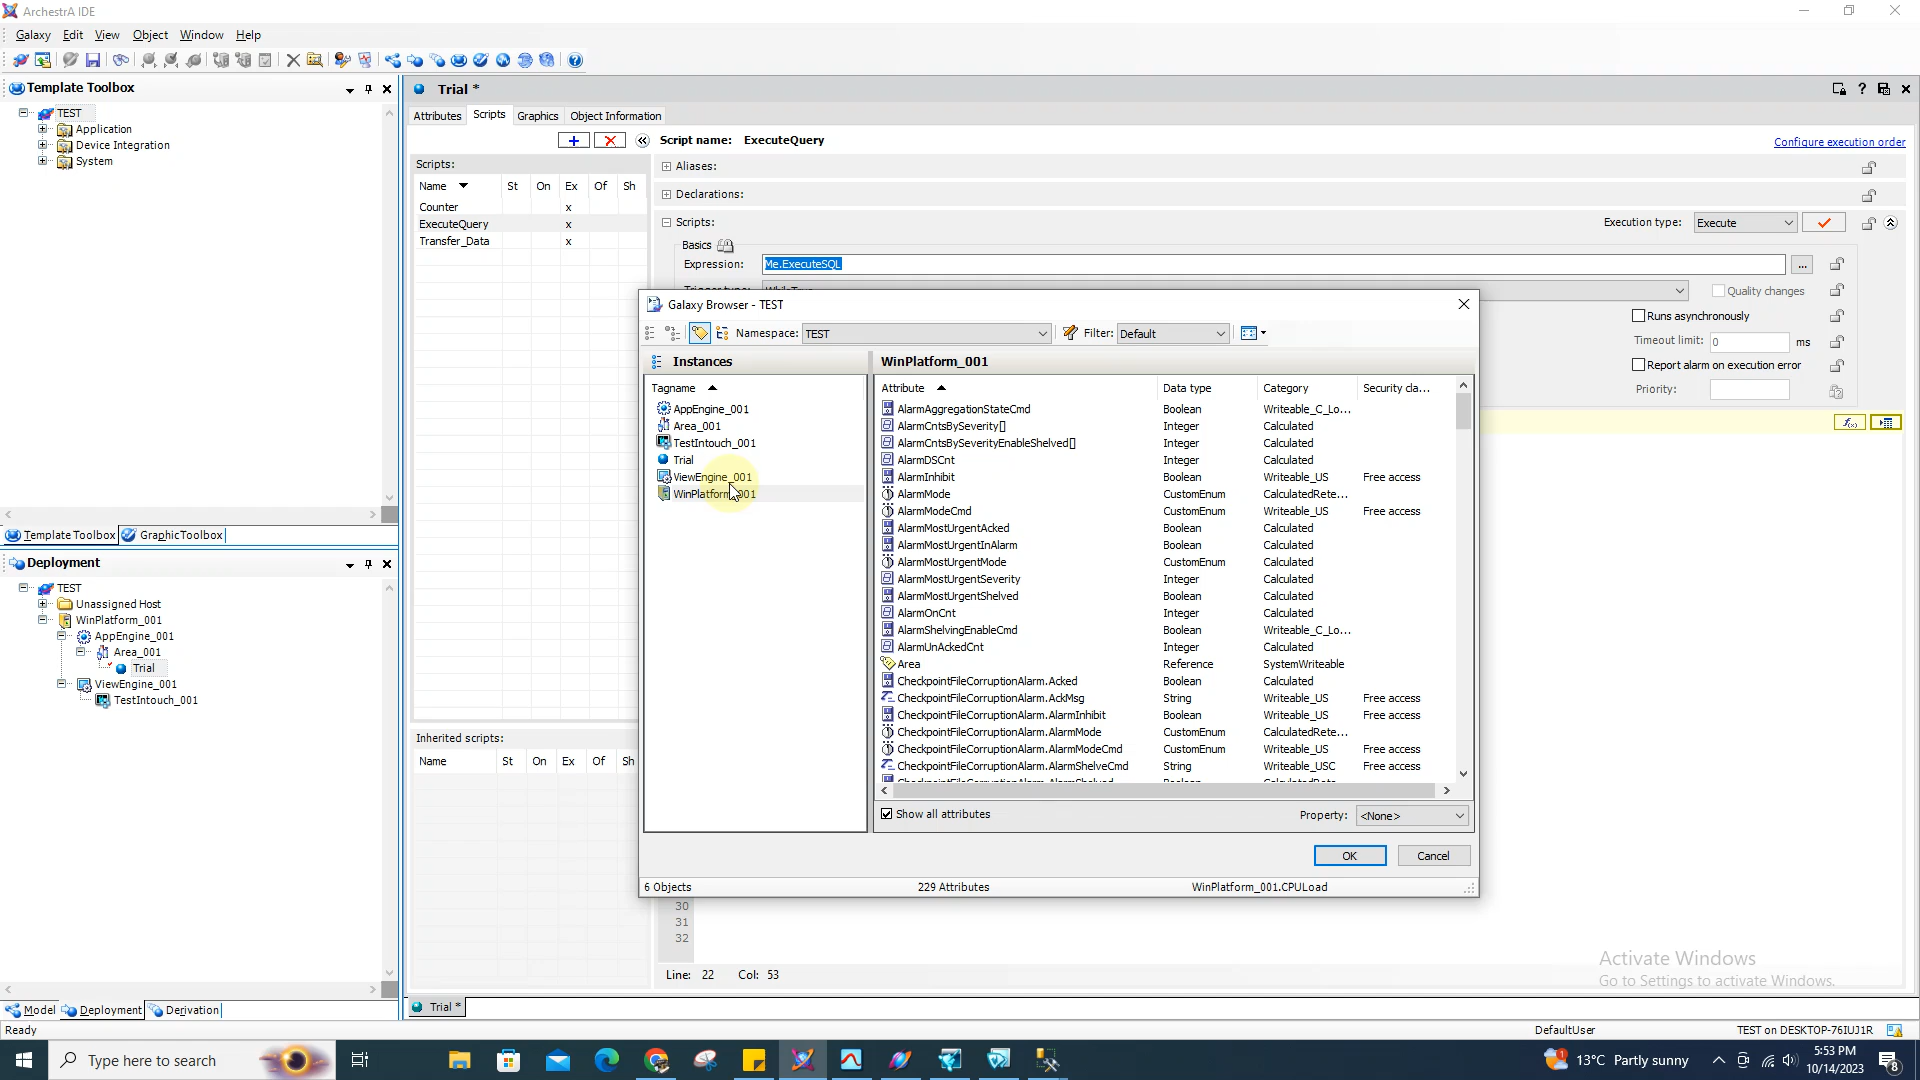 ArchestrA IDE
Galaxy Edit View Object Window Help
Template Toolbox
TEST
Application
Device Integration
System
Template Toolbox GraphicToolbox
Deployment
TEST
Unassigned Host
WinPlatform_001
AppEngine_001
Area_001
Trial
ViewEngine_001
TestIntouch_001
Model Deployment Derivation
Ready
Trial *
Attributes Scripts Graphics Object Information
Script name: ExecuteQuery
Configure execution order
Scripts:
Name St On Ex Of Sh
Counter x
ExecuteQuery x
Transfer_Data x
Inherited scripts:
Name St On Ex Of Sh
Aliases:
Declarations:
Scripts:
Execution type: Execute
Basics
Expression: Me.ExecuteSQL ...
Quality changes
Runs asynchronously
Timeout limit: 0 ms
Report alarm on execution error
Priority:
Galaxy Browser - TEST
Namespace: TEST Filter: Default
Instances WinPlatform_001
Tagname
AppEngine_001
Area_001
TestIntouch_001
Trial
ViewEngine_001
WinPlatform_001
Attribute Data type Category Security cla...
AlarmAggregationStateCmd Boolean Writeable_C_Lo...
AlarmCntsBySeverity[] Integer Calculated
AlarmCntsBySeverityEnableShelved[] Integer Calculated
AlarmDSCnt Integer Calculated
AlarmInhibit Boolean Writeable_US Free access
AlarmMode CustomEnum CalculatedRete...
AlarmModeCmd CustomEnum Writeable_US Free access
AlarmMostUrgentAcked Boolean Calculated
AlarmMostUrgentInAlarm Boolean Calculated
AlarmMostUrgentMode CustomEnum Calculated
AlarmMostUrgentSeverity Integer Calculated
AlarmMostUrgentShelved Boolean Calculated
AlarmOnCnt Integer Calculated
AlarmShelvingEnableCmd Boolean Writeable_C_Lo...
AlarmUnAckedCnt Integer Calculated
Area Reference SystemWriteable
CheckpointFileCorruptionAlarm.Acked Boolean Calculated
CheckpointFileCorruptionAlarm.AckMsg String Writeable_US Free access
CheckpointFileCorruptionAlarm.AlarmInhibit Boolean Writeable_US Free access
CheckpointFileCorruptionAlarm.AlarmMode CustomEnum CalculatedRete...
CheckpointFileCorruptionAlarm.AlarmModeCmd CustomEnum Writeable_US Free access
CheckpointFileCorruptionAlarm.AlarmShelveCmd String Writeable_USC Free access
Show all attributes Property: <None>
OK Cancel
6 Objects 229 Attributes WinPlatform_001.CPULoad
30
31
32
Line: 22 Col: 53
Activate Windows
Go to Settings to activate Windows.
Trial *
DefaultUser TEST on DESKTOP-76IUJ1R
Type here to search
13°C Partly sunny
5:53 PM
10/14/2023
8